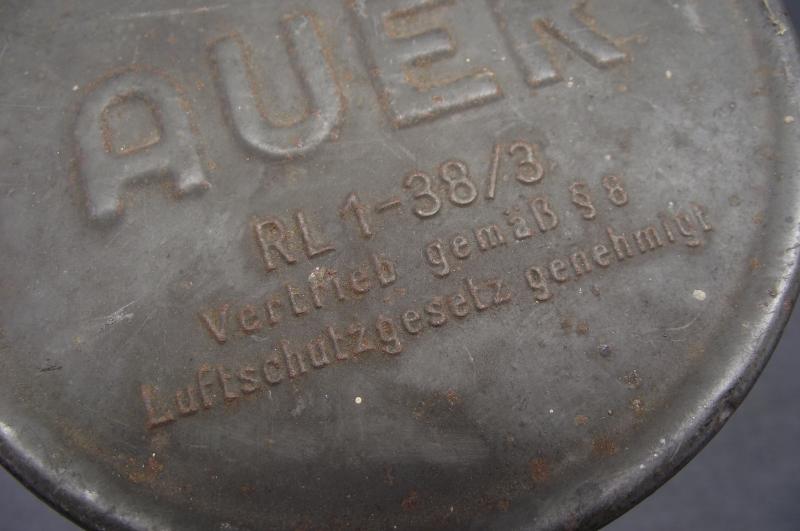 AUER
RL 1-38/3
Vertrieb gemäß § 8
Luftschutzgesetz genehmigt